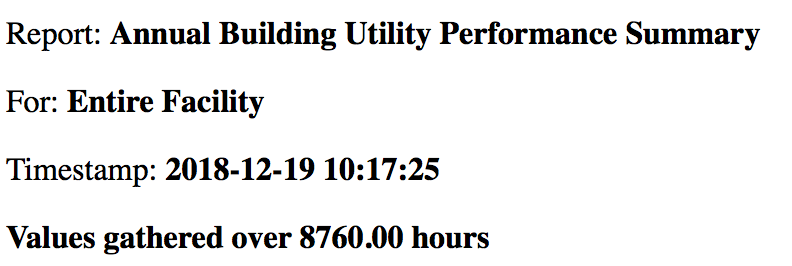 Report: Annual Building Utility Performance Summary
For: Entire Facility
Timestamp: 2018-12-19 10:17:25
Values gathered over 8760.00 hours